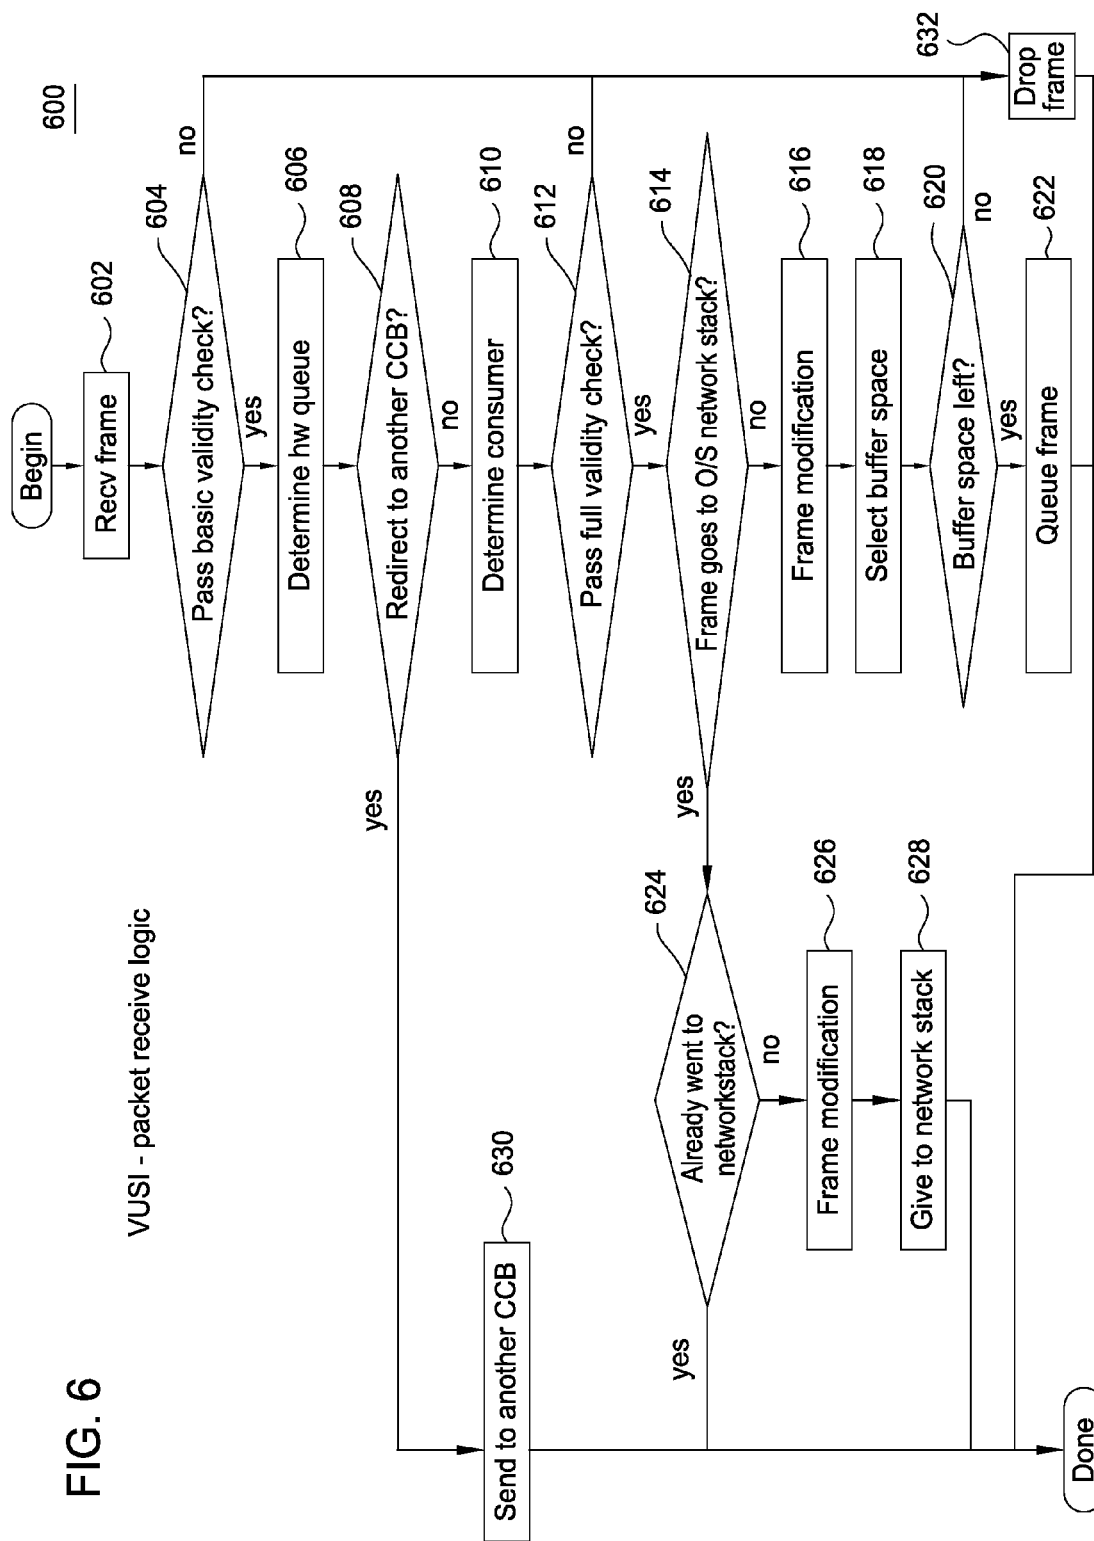 FIG. 6
VUSI - packet receive logic
600
Begin
Recv frame
602
Pass basic validity check?
604
no
yes
Determine hw queue
606
Redirect to another CCB?
608
yes
no
Determine consumer
610
Pass full validity check?
612
no
yes
Frame goes to O/S network stack?
614
yes
no
Frame modification
616
Select buffer space
618
Buffer space left?
620
no
yes
Queue frame
622
Drop
frame
632
Already went to
networkstack?
624
yes
no
Frame modification
626
Give to network stack
628
Send to another CCB
630
Done